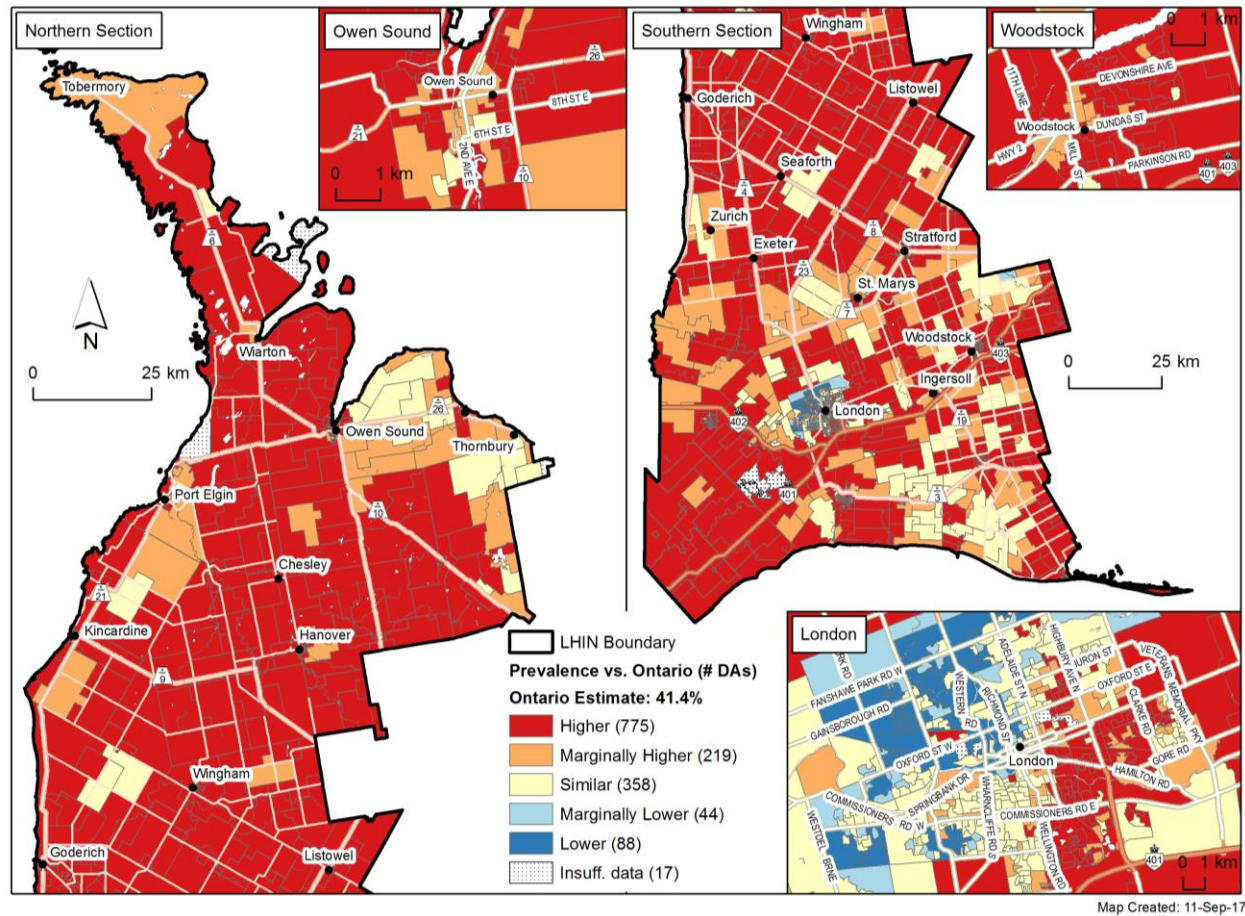 Northern Section
Tobermory
6
N
0 25 km
Wiarton
Owen Sound
26
Thornbury
Port Elgin
10
Chesley
21
Kincardine
Hanover
9
Wingham
Goderich
Listowel
Owen Sound
26
Owen Sound
8TH ST E
6TH ST E
21
2ND AVE E
10
0 1 km
Southern Section
Wingham
Goderich
Listowel
Seaforth
4
Zurich
8
Exeter
Stratford
23
St. Marys
7
Woodstock
403
Ingersoll
London
402
19
401
3
0 25 km
Woodstock
0 1 km
11TH LINE
DEVONSHIRE AVE
Woodstock
DUNDAS ST
HWY 2
MILL ST
PARKINSON RD
401
403
LHIN Boundary
Prevalence vs. Ontario (# DAs)
Ontario Estimate: 41.4%
Higher (775)
Marginally Higher (219)
Similar (358)
Marginally Lower (44)
Lower (88)
Insuff. data (17)
London
FANSHAWE PARK RD W
GAINSBOROUGH RD
WESTERN RD
RICHMOND ST
ADELAIDE ST N
HIGHBURY AVE N
OXFORD ST E
VETERANS MEMORIAL PKY
CLARKE RD
OXFORD ST W
London
GORE RD
HAMILTON RD
SPRINGBANK DR
COMMISSIONERS RD W
COMMISSIONERS RD E
WHARNCLIFFE RD S
WELLINGTON RD
WESTDEL - BRNE
401
0 1 km
Map Created: 11-Sep-17